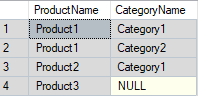 ProductName CategoryName
1 Product1 Category1
2 Product1 Category2
3 Product2 Category1
4 Product3 NULL